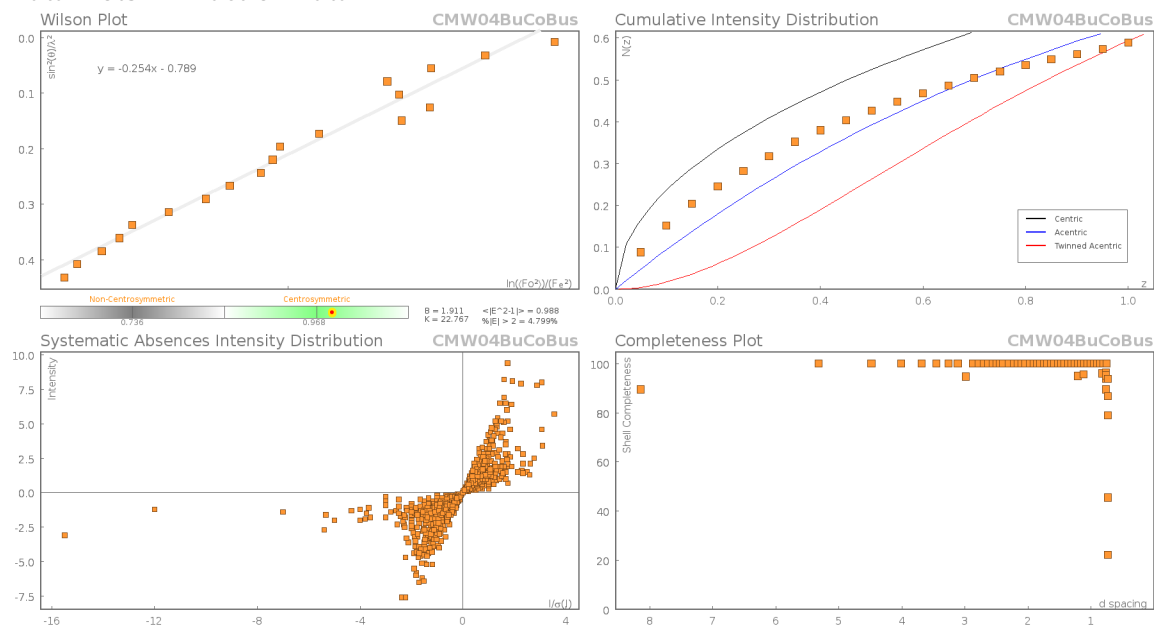 Wilson Plot CMW04BuCoBus
0.0
0.1
0.2
0.3
0.4
sin²(θ)/λ²
y = -0.254x - 0.789
ln(⟨Fo²⟩)/(Fₑ²)
Non-Centrosymmetric Centrosymmetric
0.736 0.968
B = 1.911 <|E^2-1|> = 0.988
K = 22.767 %|E| > 2 = 4.799%
Cumulative Intensity Distribution CMW04BuCoBus
0.6
0.5
0.4
0.3
0.2
0.1
0.0
N(z)
Centric
Acentric
Twinned Acentric
z
0.0 0.2 0.4 0.6 0.8 1.0
Systematic Absences Intensity Distribution CMW04BuCoBus
10.0
7.5
5.0
2.5
0.0
-2.5
-5.0
-7.5
Intensity
I/σ(I)
-16 -12 -8 -4 0 4
Completeness Plot CMW04BuCoBus
100
80
60
40
20
0
Shell Completeness
d spacing
8 7 6 5 4 3 2 1